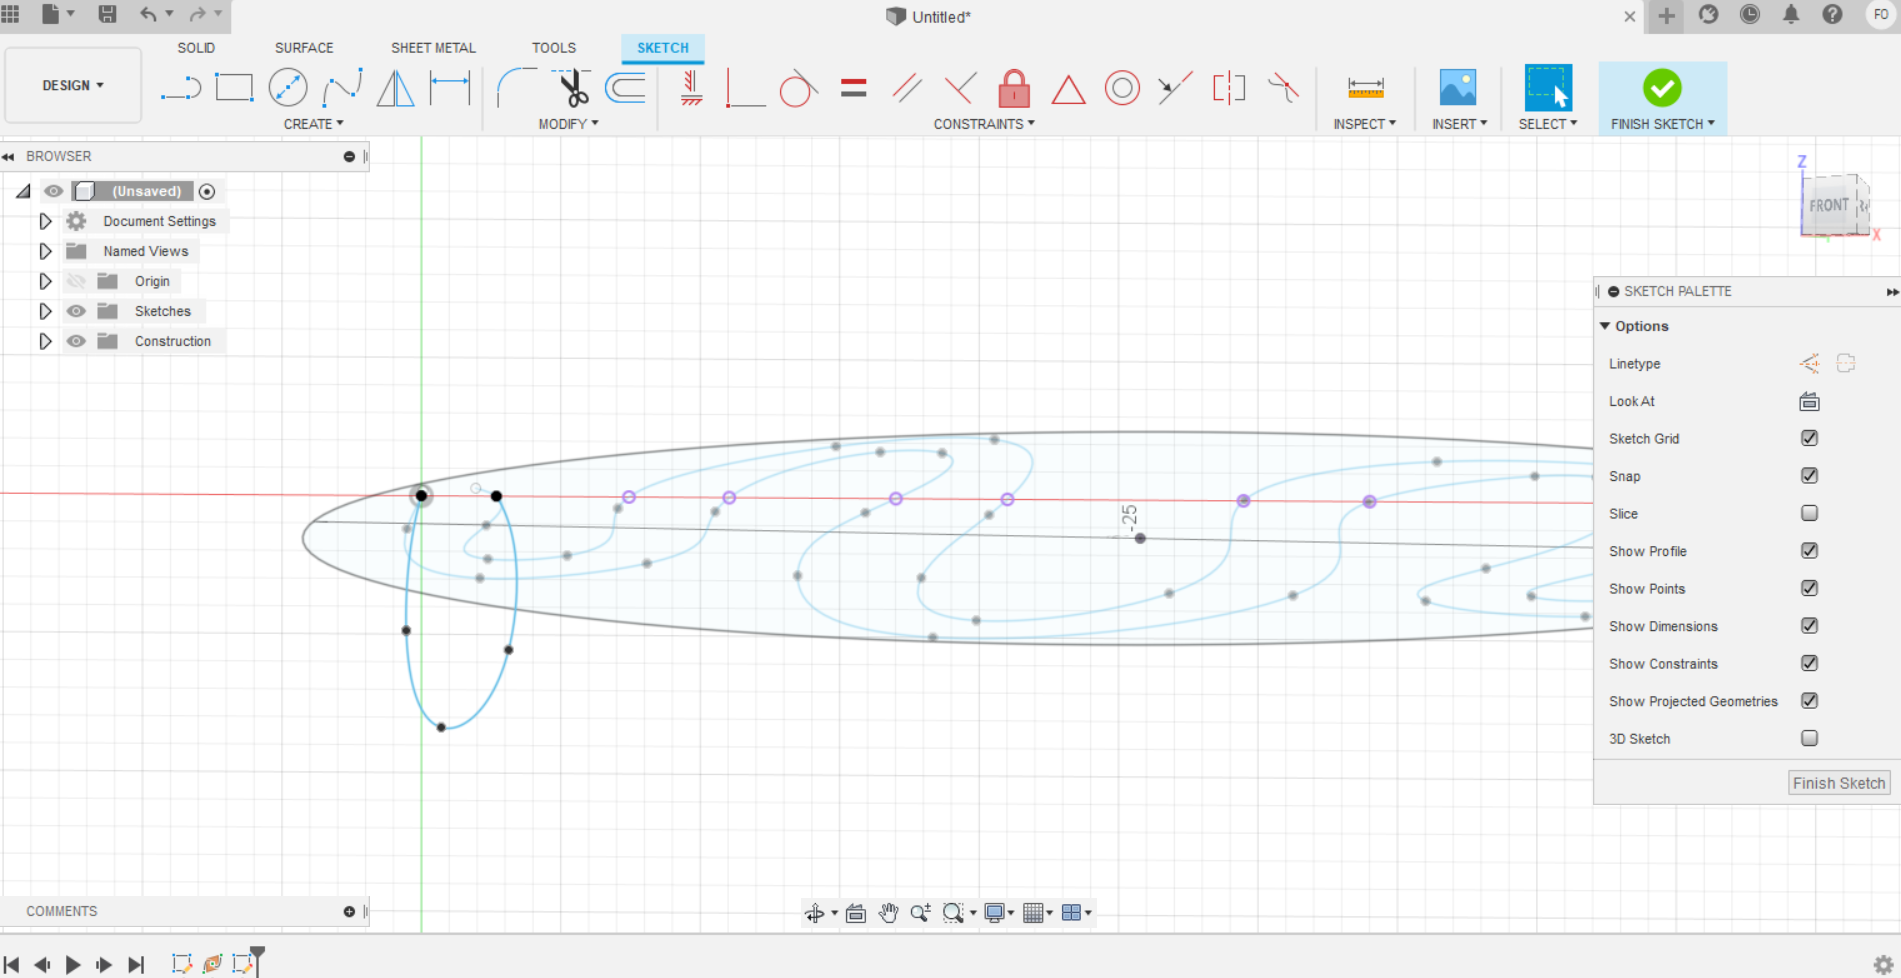 Untitled*
FO
SOLID
SURFACE
SHEET METAL
TOOLS
SKETCH
DESIGN
CREATE
MODIFY
CONSTRAINTS
INSPECT
INSERT
SELECT
FINISH SKETCH
BROWSER
(Unsaved)
Document Settings
Named Views
Origin
Sketches
Construction
Z
FRONT
X
SKETCH PALETTE
Options
Linetype
Look At
Sketch Grid
Snap
Slice
Show Profile
Show Points
Show Dimensions
Show Constraints
Show Projected Geometries
3D Sketch
Finish Sketch
-25
COMMENTS